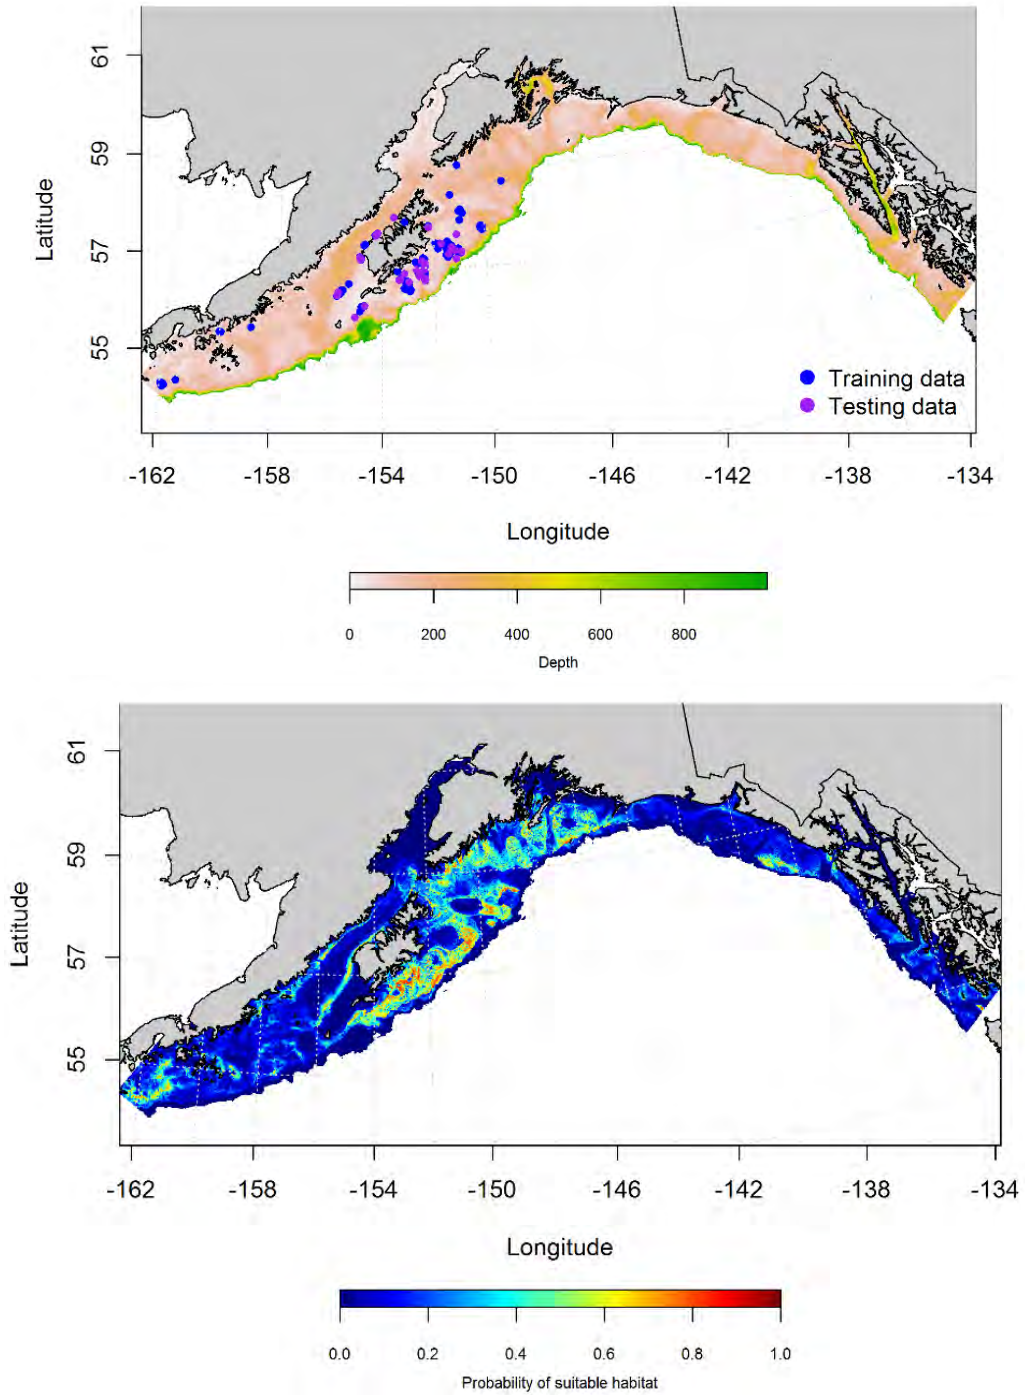 61
59
57
55
Latitude
Training data
Testing data
-162 -158 -154 -150 -146 -142 -138 -134
Longitude
0 200 400 600 800
Depth
61
59
57
55
Latitude
-162 -158 -154 -150 -146 -142 -138 -134
Longitude
0.0 0.2 0.4 0.6 0.8 1.0
Probability of suitable habitat